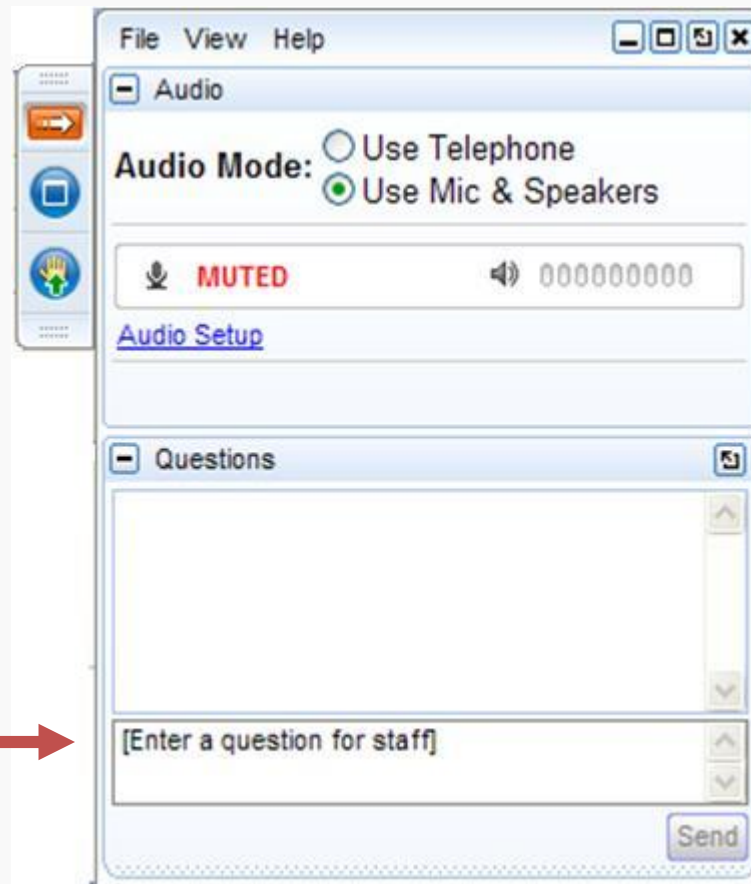 File View Help
Audio
Audio Mode: Use Telephone
Use Mic & Speakers
MUTED 000000000
Audio Setup
Questions
[Enter a question for staff]
Send